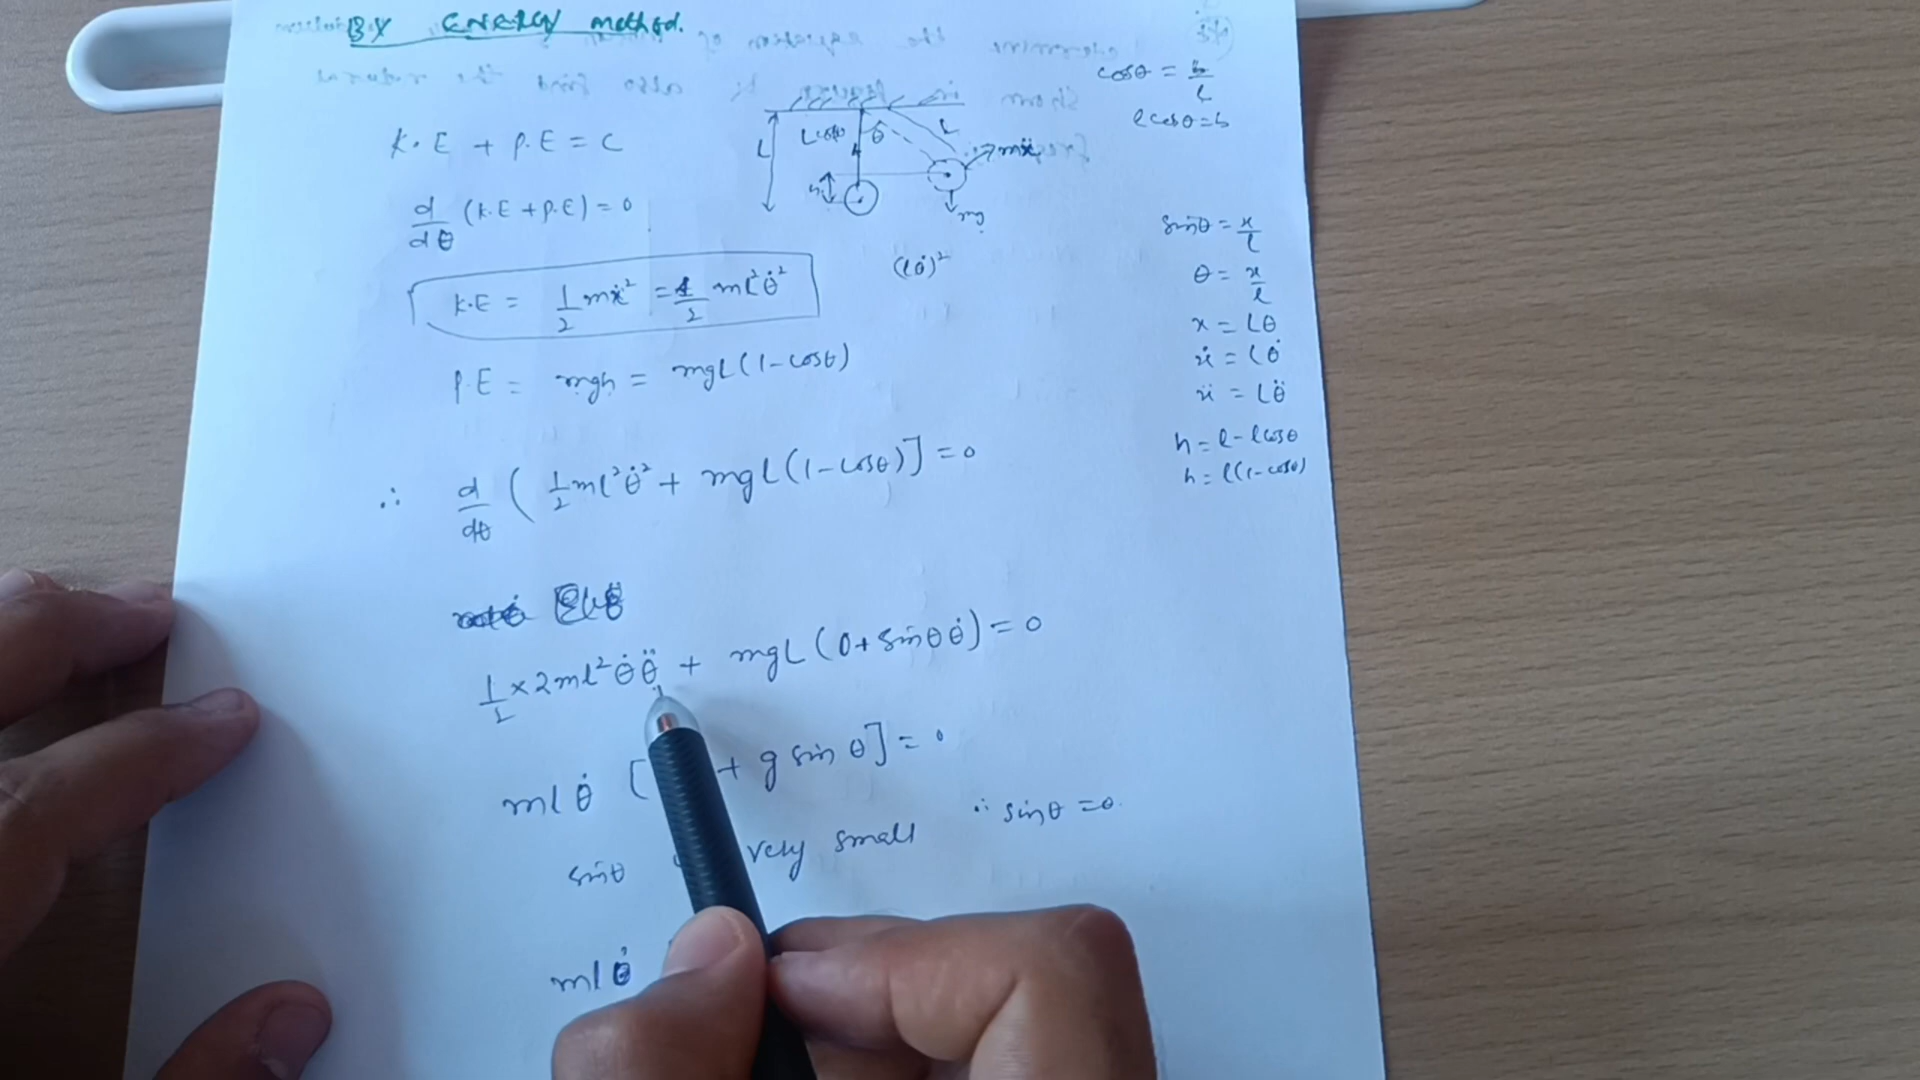 By ENERGY method.
K.E + P.E = C
d/dθ (K.E + P.E) = 0
K.E = 1/2 mẋ² = 1/2 ml²θ̇²
P.E = mgh = mgL(1-cosθ)
∴ d/dθ ( 1/2 ml²θ̇² + mgL(1-cosθ)] = 0
1/2 × 2ml²θ̇θ̈ + mgL(0+sinθθ̇) = 0
mlθ̇ [ + g sinθ] = 0
sinθ very small ∴ sinθ = θ.
mlθ̇
L
Lcosθ
θ
L
h
mẍ
mg
(lθ̇)²
cosθ = b/L
lcosθ = b
sinθ = x/l
θ = x/l
x = Lθ
ẋ = Lθ̇
ẍ = Lθ̈
h = l - lcosθ
h = l(1-cosθ)